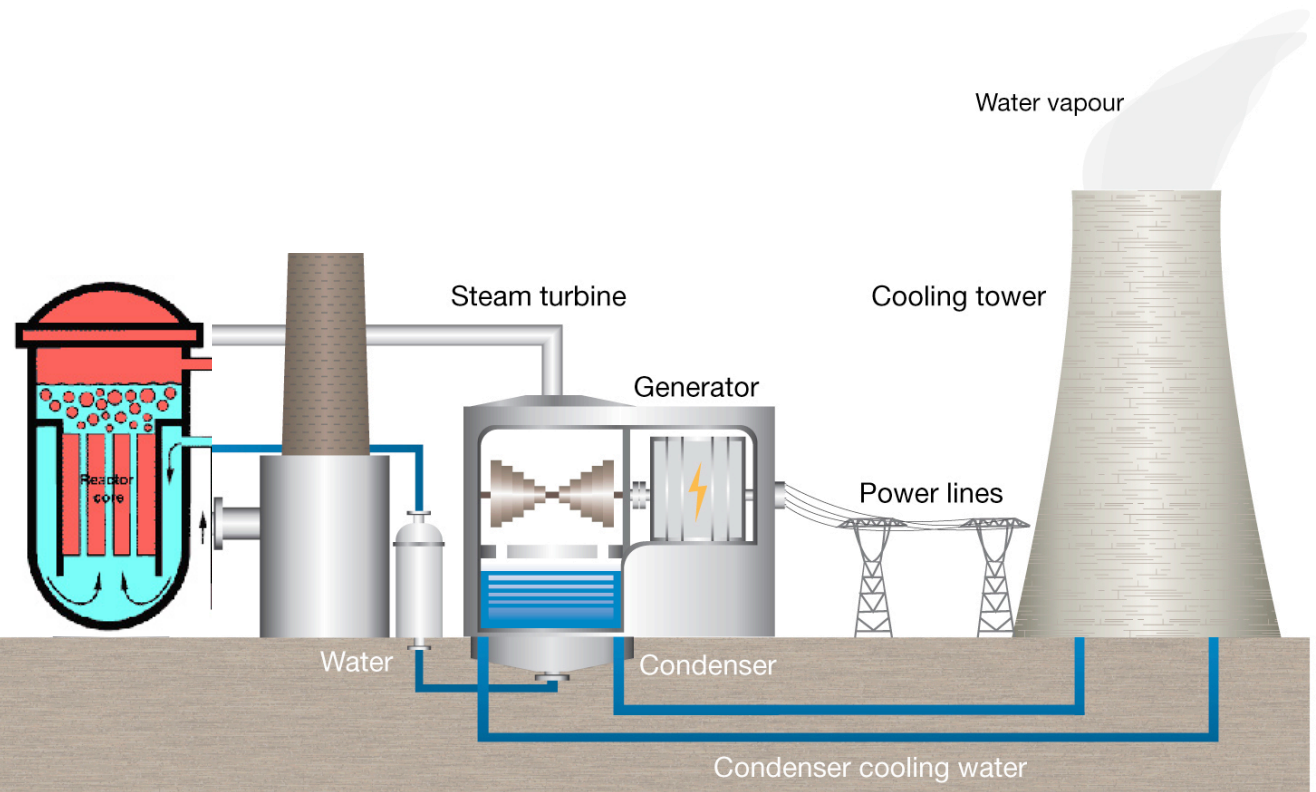 Water vapour
Steam turbine
Cooling tower
Generator
Reactor
core
Power lines
Water
Condenser
Condenser cooling water